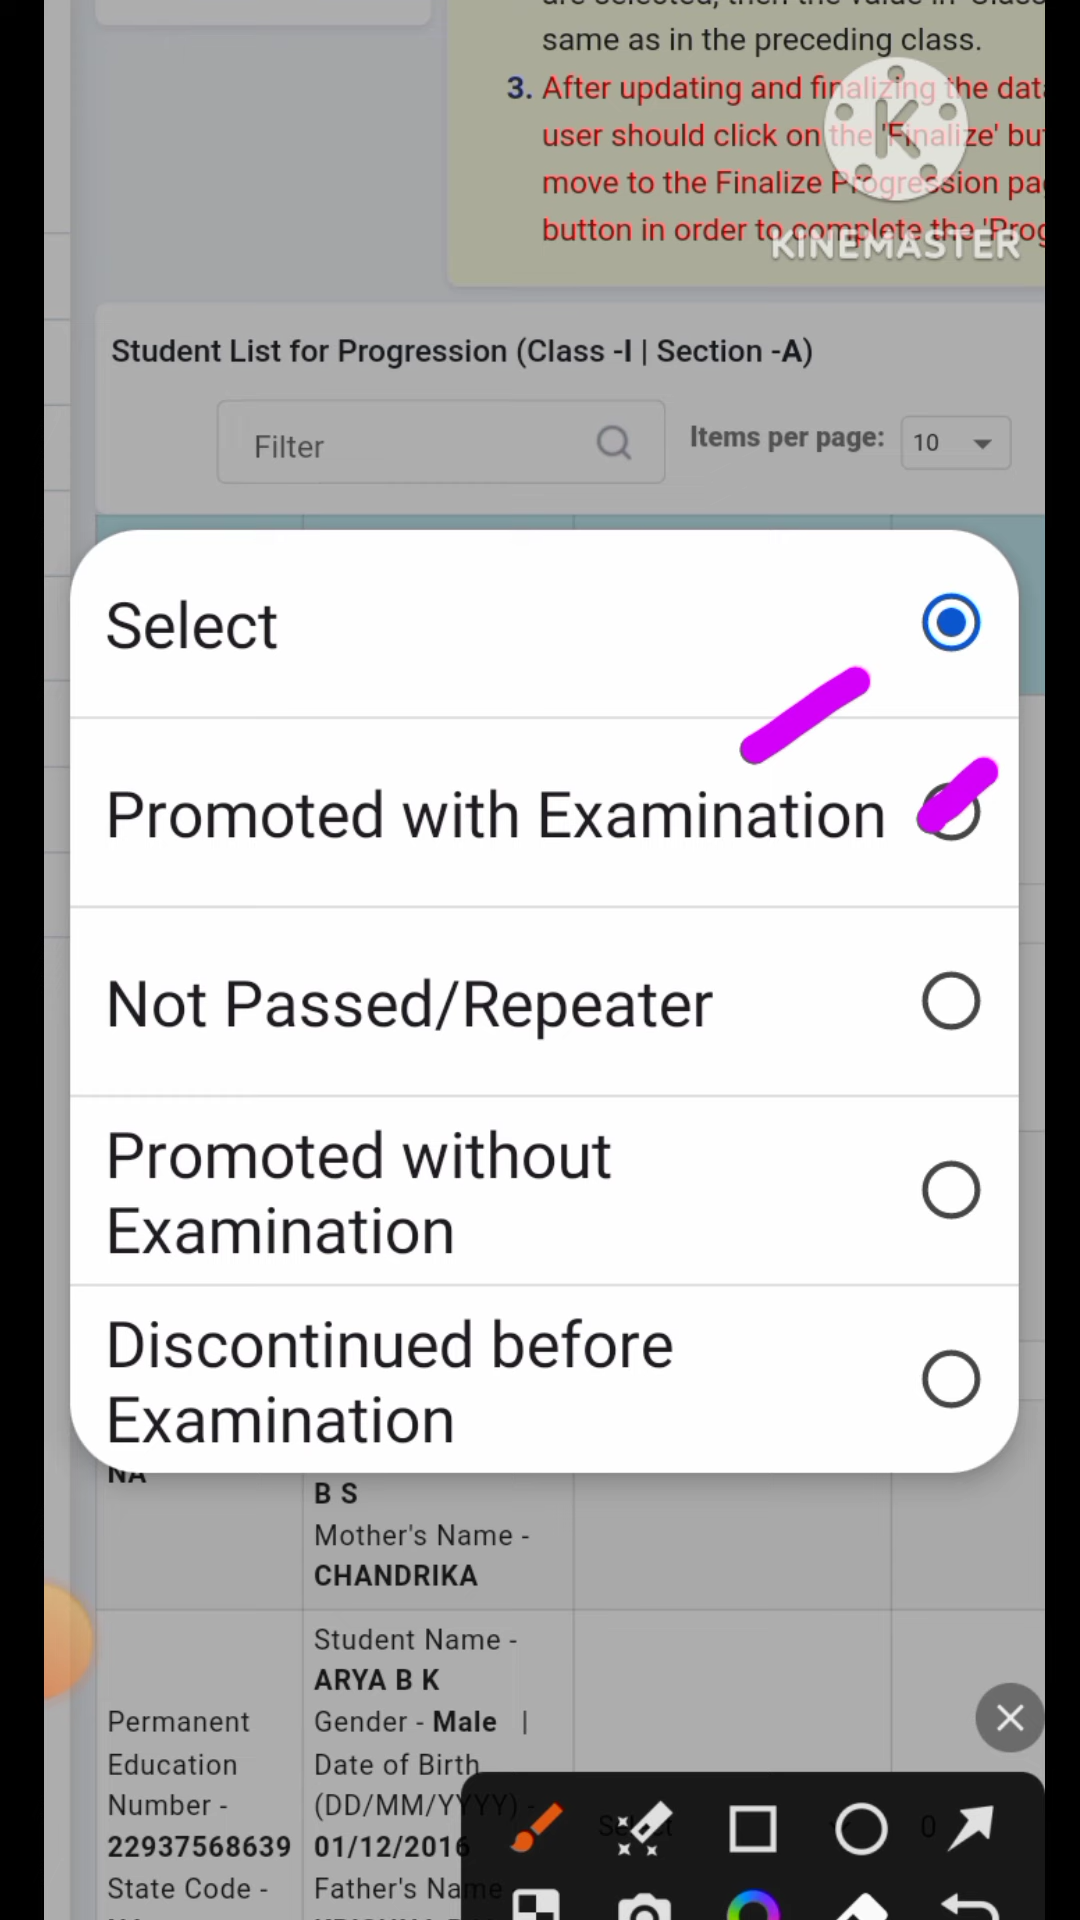 same as in the preceding class.
3. After updating and finalizing the dat
user should click on the 'Finalize' bu
move to the Finalize Progression pa
button in order to complete the 'Prog
K
KINEMASTER
Student List for Progression (Class -I | Section -A)
Filter
Items per page: 10
Select
Promoted with Examination
Not Passed/Repeater
Promoted without
Examination
Discontinued before
Examination
NA
B S
Mother's Name -
CHANDRIKA
Student Name -
ARYA B K
Permanent
Education
Number -
22937568639
State Code -
Gender - Male |
Date of Birth
(DD/MM/YYYY) -
01/12/2016
Father's Name
Select
0